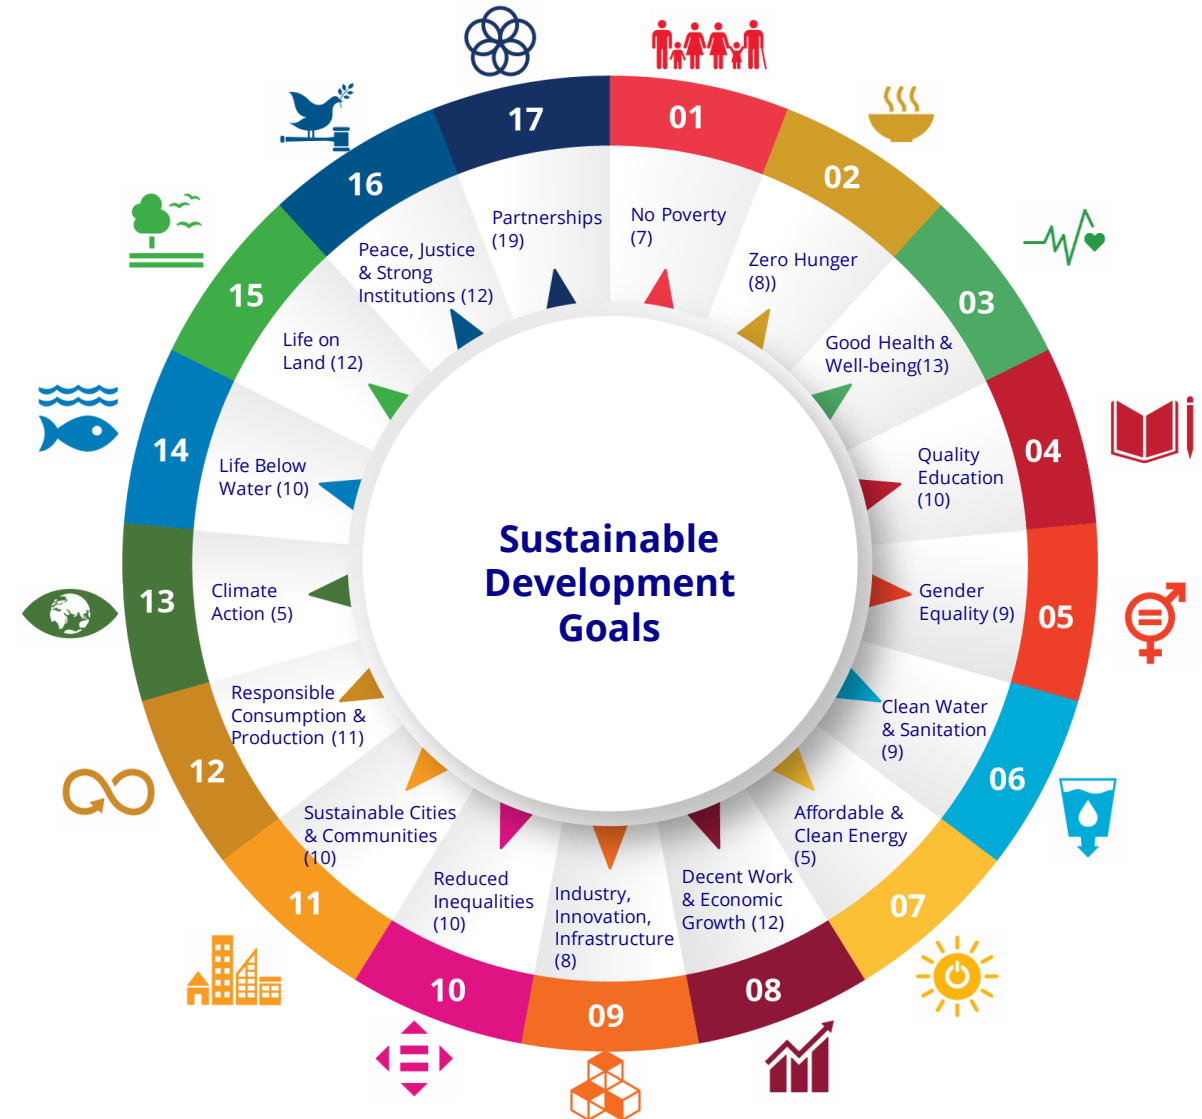 Sustainable
Development
Goals
01
No Poverty
(7)
02
Zero Hunger
(8))
03
Good Health &
Well-being(13)
04
Quality
Education
(10)
05
Gender
Equality (9)
06
Clean Water
& Sanitation
(9)
07
Affordable &
Clean Energy
(5)
08
Decent Work
& Economic
Growth (12)
09
Industry,
Innovation,
Infrastructure
(8)
10
Reduced
Inequalities
(10)
11
Sustainable Cities
& Communities
(10)
12
Responsible
Consumption &
Production (11)
13
Climate
Action (5)
14
Life Below
Water (10)
15
Life on
Land (12)
16
Peace, Justice
& Strong
Institutions (12)
17
Partnerships
(19)